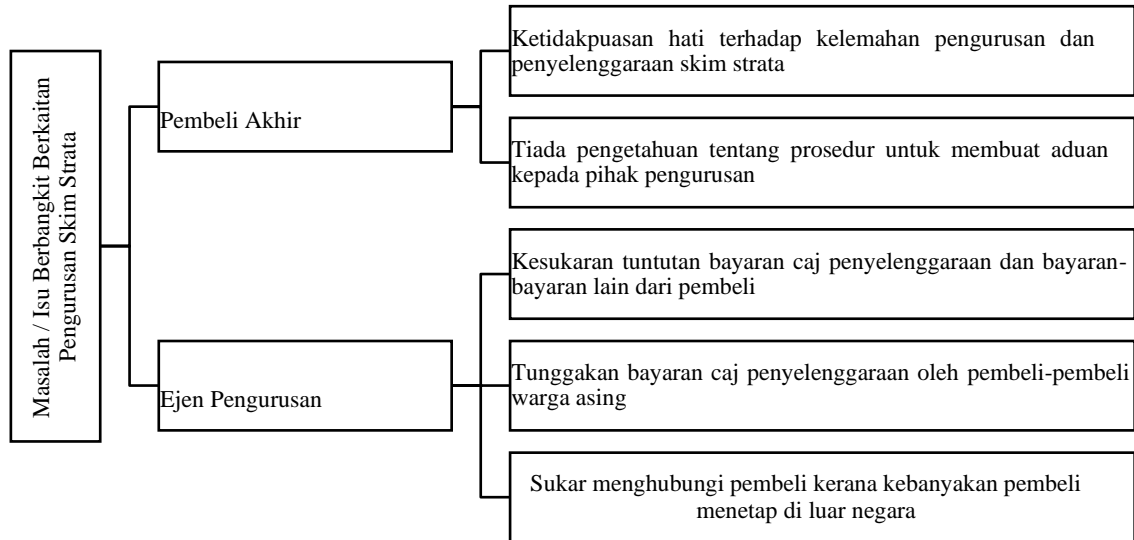 Masalah / Isu Berbangkit Berkaitan
Pengurusan Skim Strata
Pembeli Akhir
Ketidakpuasan hati terhadap kelemahan pengurusan dan
penyelenggaraan skim strata
Tiada pengetahuan tentang prosedur untuk membuat aduan
kepada pihak pengurusan
Ejen Pengurusan
Kesukaran tuntutan bayaran caj penyelenggaraan dan bayaran-
bayaran lain dari pembeli
Tunggakan bayaran caj penyelenggaraan oleh pembeli-pembeli
warga asing
Sukar menghubungi pembeli kerana kebanyakan pembeli
menetap di luar negara